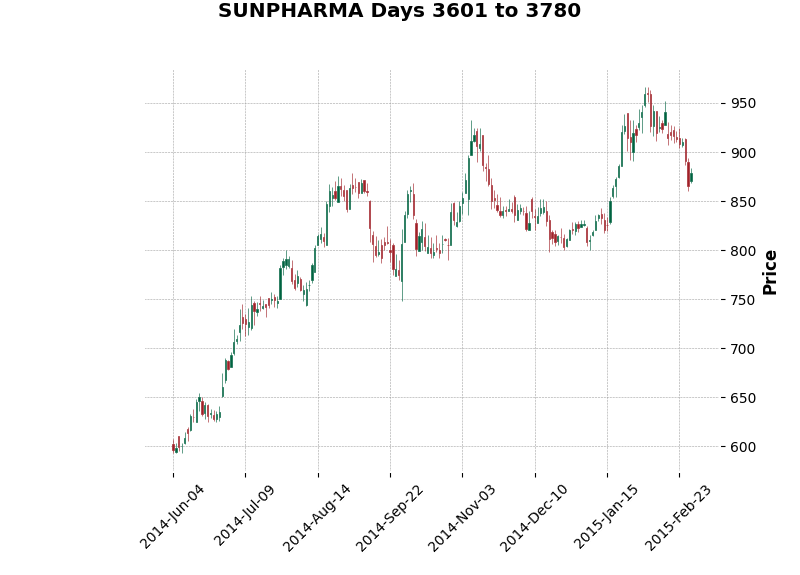 SUNPHARMA Days 3601 to 3780
950
900
850
800
750
700
650
600
Price
2014-Jun-04
2014-Jul-09
2014-Aug-14
2014-Sep-22
2014-Nov-03
2014-Dec-10
2015-Jan-15
2015-Feb-23